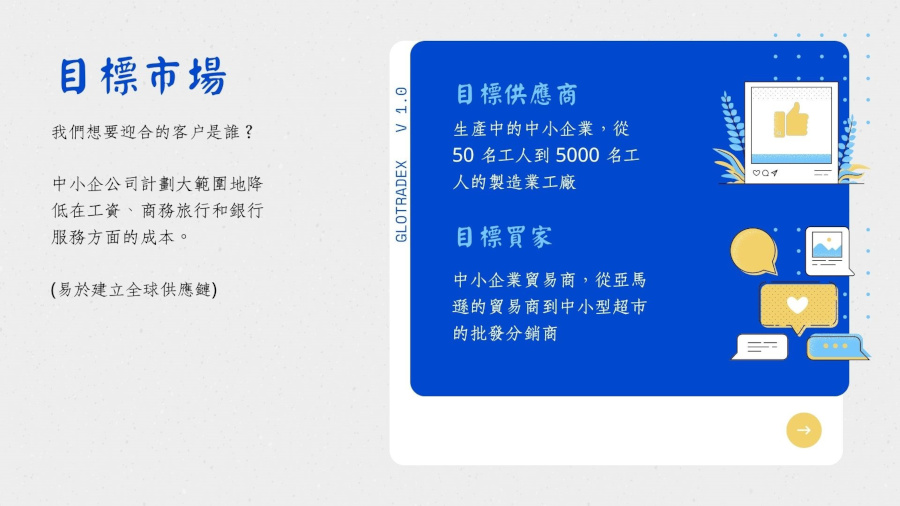 目標市場
我們想要迎合的客户是誰？
中小企公司計劃大範圍地降
低在工資、商務旅行和銀行
服務方面的成本。
(易於建立全球供應鏈)
GLOTRADEX V 1.0
目標供應商
生產中的中小企業，從
50 名工人到 5000 名工
人的製造業工廠
目標買家
中小企業貿易商，從亞馬
遜的貿易商到中小型超市
的批發分銷商